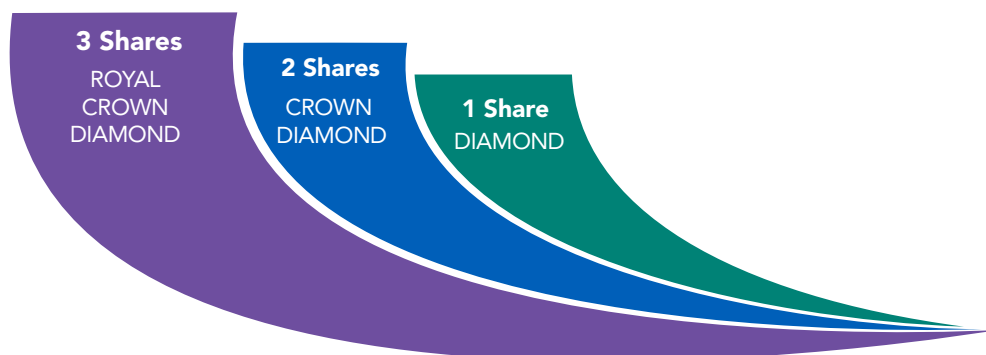 3 Shares
ROYAL
CROWN
DIAMOND
2 Shares
CROWN
DIAMOND
1 Share
DIAMOND